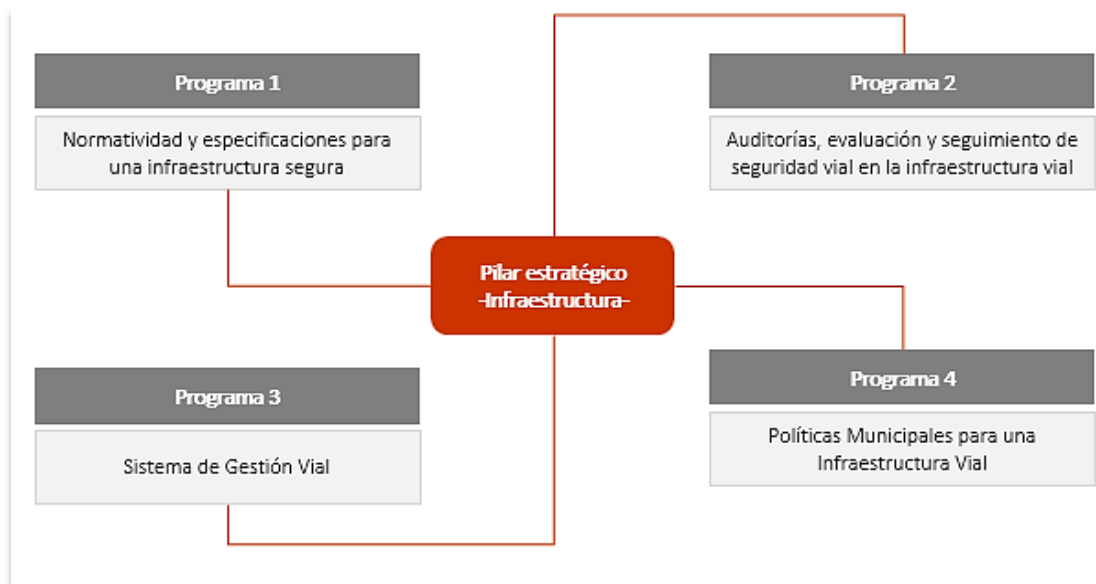 Programa 1
Normatividad y especificaciones para
una infraestructura segura
Programa 2
Auditorías, evaluación y seguimiento de
seguridad vial en la infraestructura vial
Pilar estratégico
-Infraestructura-
Programa 3
Sistema de Gestión Vial
Programa 4
Políticas Municipales para una
Infraestructura Vial